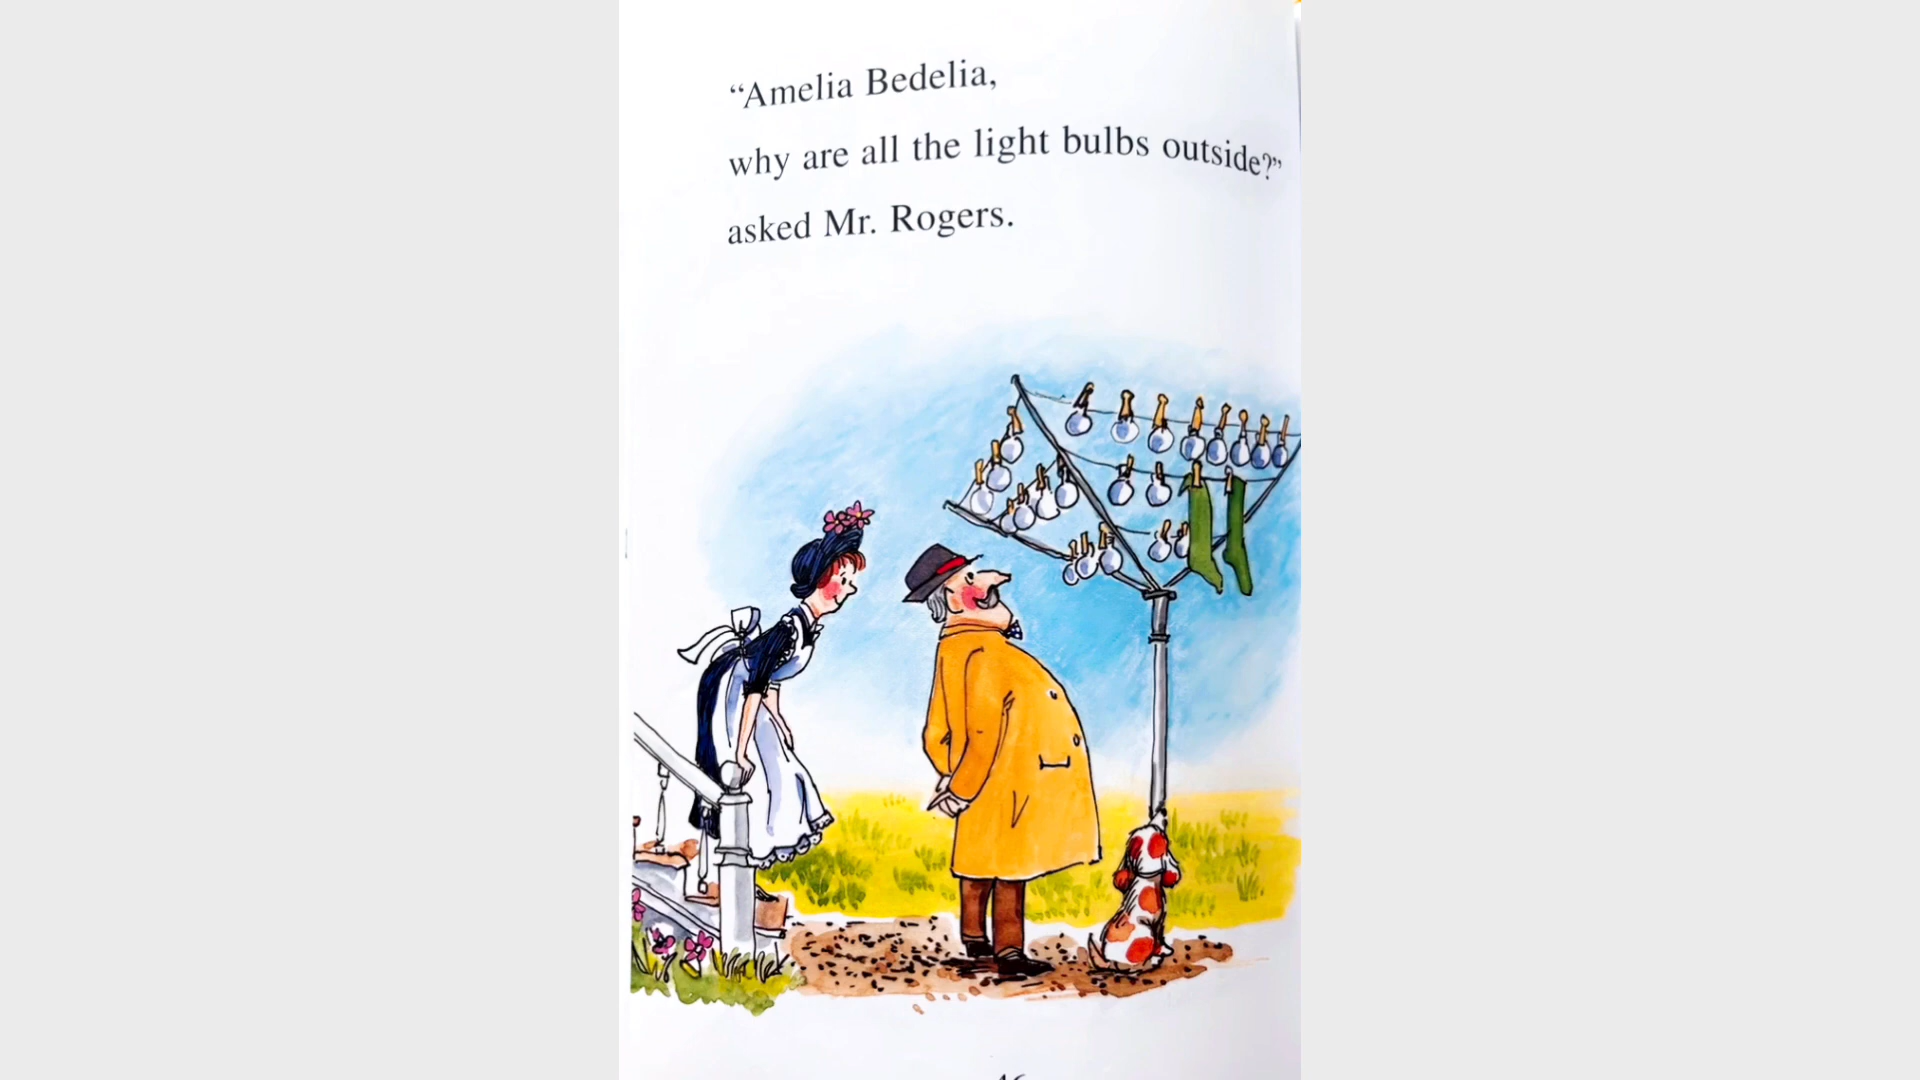 “Amelia Bedelia,
why are all the light bulbs outside?”
asked Mr. Rogers.